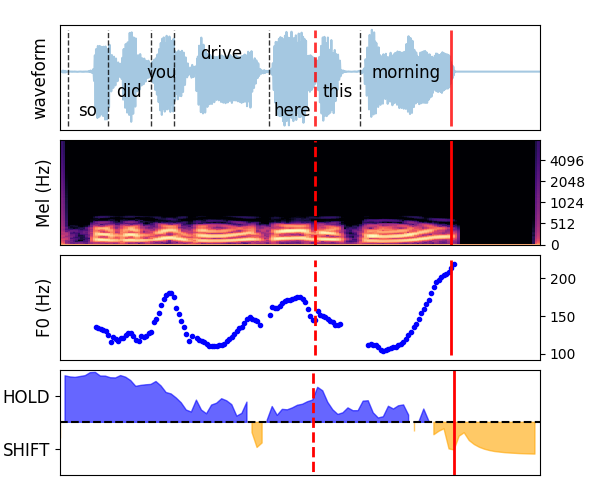 waveform
so
did
you
drive
here
this
morning
Mel (Hz)
4096
2048
1024
512
0
F0 (Hz)
200
150
100
HOLD
SHIFT